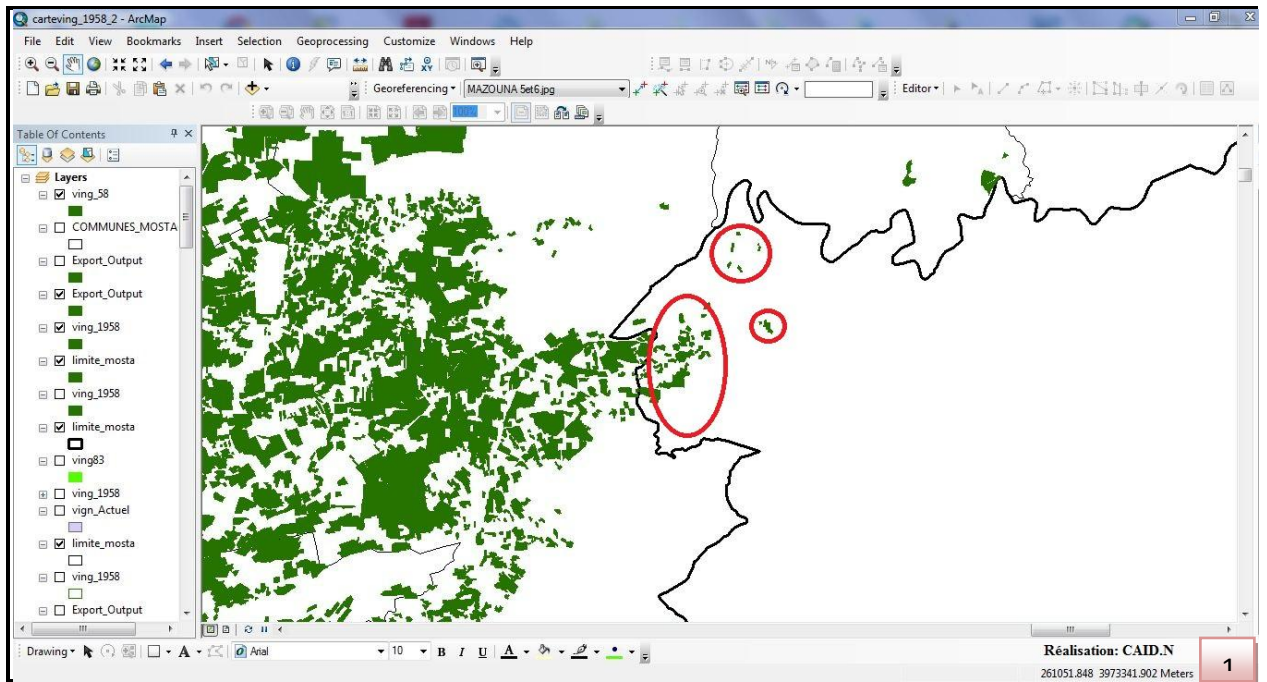 carteving_1958_2 - ArcMap
File Edit View Bookmarks Insert Selection Geoprocessing Customize Windows Help
Georeferencing MAZOUNA 5et6.jpg Editor
100%
Table Of Contents
Layers
ving_58
COMMUNES_MOSTA
Export_Output
Export_Output
ving_1958
limite_mosta
ving_1958
limite_mosta
ving83
ving_1958
vign_Actuel
limite_mosta
ving_1958
Export_Output
Drawing A Arial 10 B I U A
Réalisation: CAID.N
261051.848 3973341.902 Meters
1